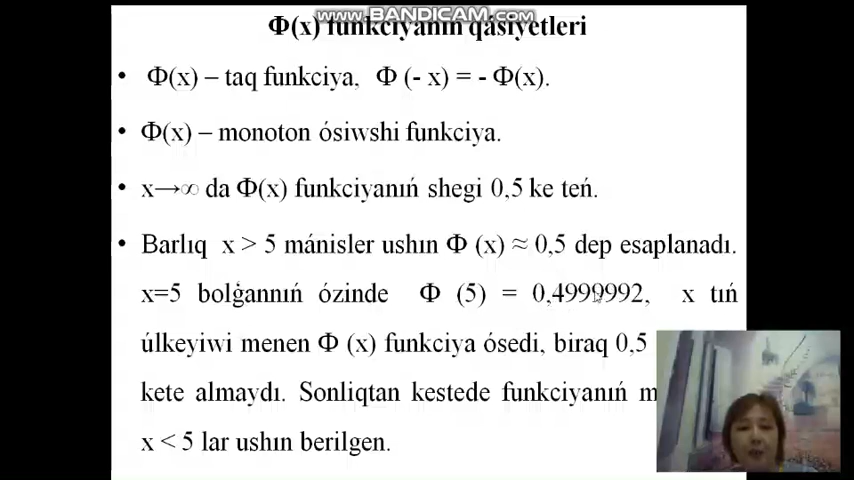 www.BANDICAM.com
Ф(x) funkciyanıń qásiyetleri
• Ф(x) – taq funkciya, Ф (- x) = - Ф(x).
• Ф(x) – monoton ósiwshi funkciya.
• x→∞ da Ф(x) funkciyanıń shegi 0,5 ke teń.
• Barlıq x > 5 mánisler ushın Ф (x) ≈ 0,5 dep esaplanadı.
x=5 bolǵannıń ózinde Ф (5) = 0,4999992, x tıń
úlkeyiwi menen Ф (x) funkciya ósedi, biraq 0,5
kete almaydı. Sonliqtan kestede funkciyanıń
x < 5 lar ushın berilgen.